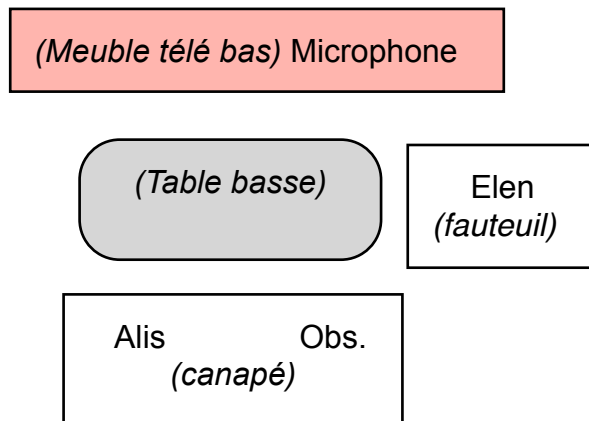 (Meuble télé bas) Microphone
(Table basse)
Elen
(fauteuil)
Alis Obs.
(canapé)